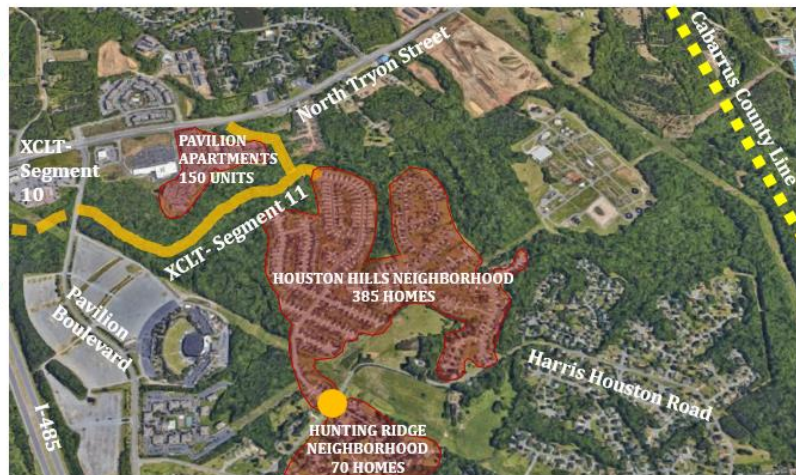 North Tryon Street
Cabarrus County Line
XCLT-
Segment
10
PAVILION
APARTMENTS
150 UNITS
XCLT- Segment 11
HOUSTON HILLS NEIGHBORHOOD
385 HOMES
Pavilion
Boulevard
Harris Houston Road
I-485
HUNTING RIDGE
NEIGHBORHOOD
70 HOMES